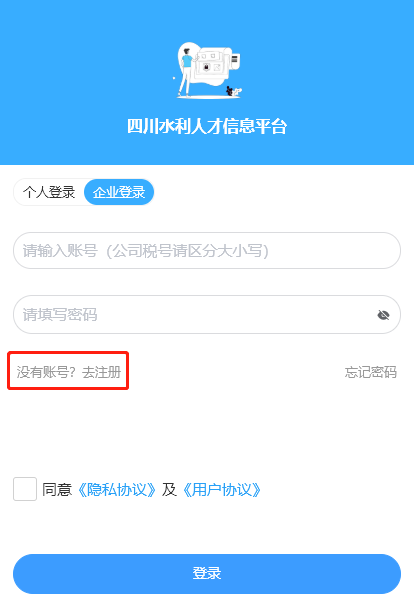 四川水利人才信息平台
个人登录 企业登录
请输入账号（公司税号请区分大小写）
请填写密码
没有账号？去注册 忘记密码
同意《隐私协议》及《用户协议》
登录